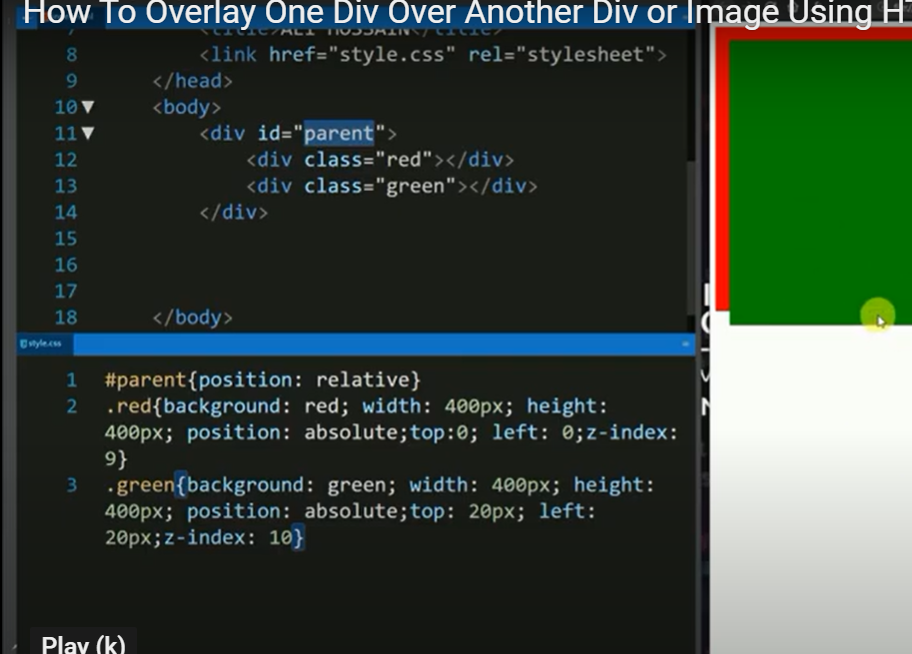 How To Overlay One Div Over Another Div or Image Using H
7 <title>ALI HOSSAIN</title>
8 <link href="style.css" rel="stylesheet">
9 </head>
10 <body>
11 <div id="parent">
12 <div class="red"></div>
13 <div class="green"></div>
14 </div>
15
16
17
18 </body>
style.css
1 #parent{position: relative}
2 .red{background: red; width: 400px; height:
400px; position: absolute;top:0; left: 0;z-index:
9}
3 .green{background: green; width: 400px; height:
400px; position: absolute;top: 20px; left:
20px;z-index: 10}
Play (k)